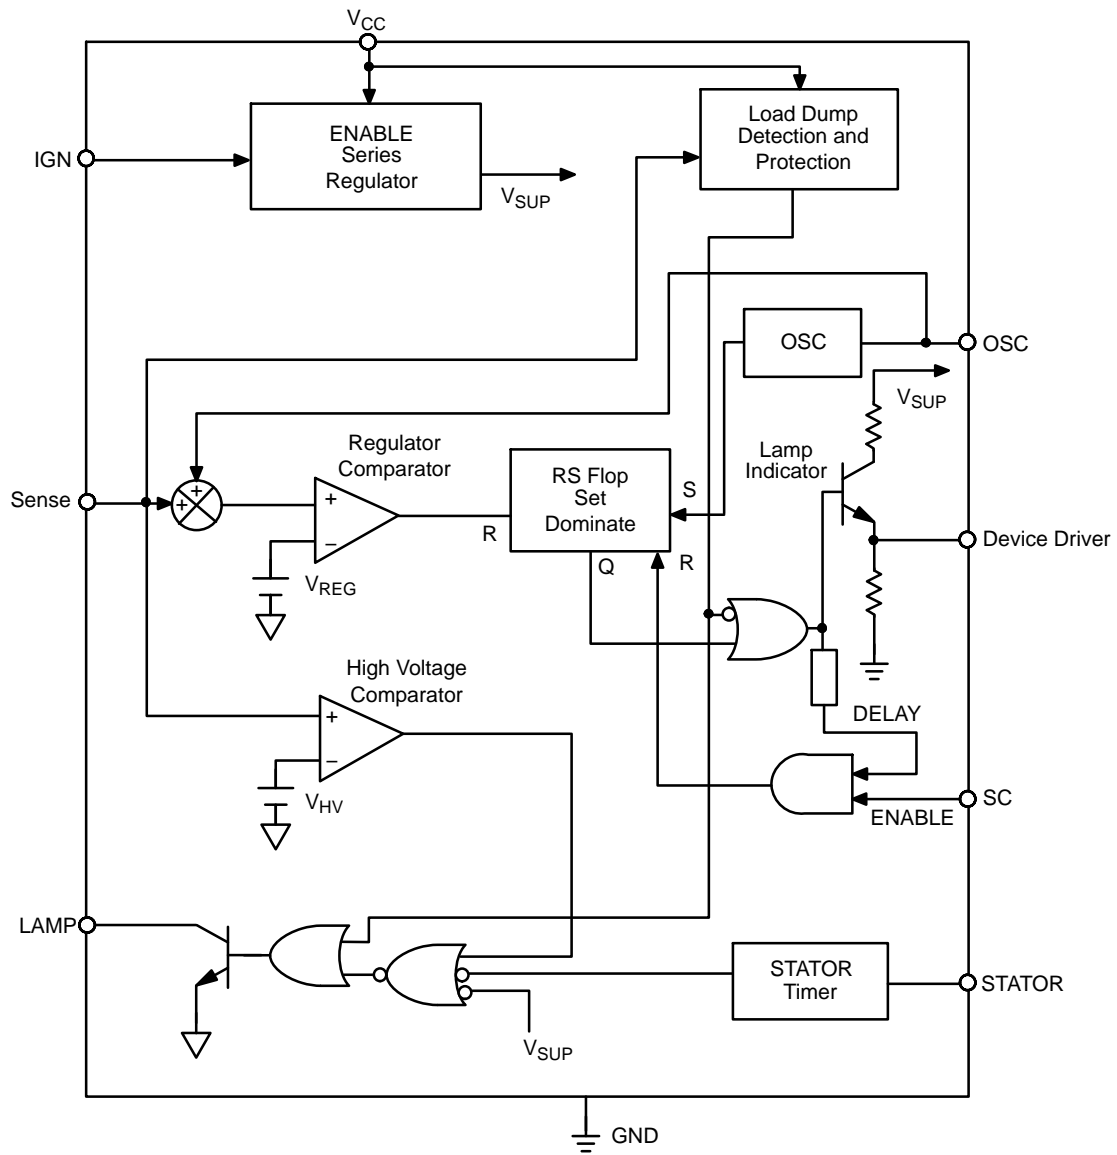 VCC
ENABLE
Series
Regulator
IGN
VSUP
Load Dump
Detection and
Protection
OSC
OSC
VSUP
Lamp
Indicator
Regulator
Comparator
+
−
VREG
Sense
+
+
RS Flop
Set
Dominate
R
S
Q
R
Device Driver
High Voltage
Comparator
+
−
VHV
DELAY
SC
ENABLE
LAMP
STATOR
Timer
STATOR
VSUP
GND